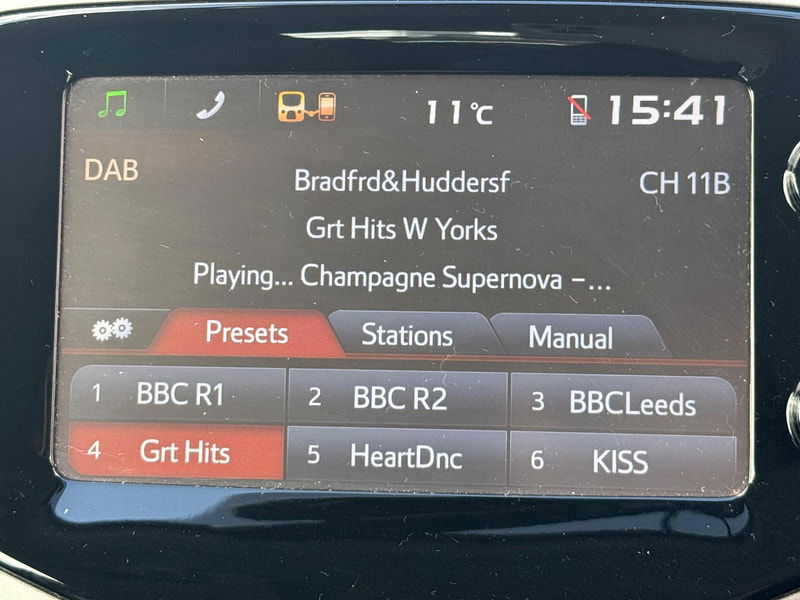 11°C 15:41
DAB Bradfrd&Huddersf CH 11B
Grt Hits W Yorks
Playing... Champagne Supernova –...
Presets Stations Manual
1 BBC R1 2 BBC R2 3 BBCLeeds
4 Grt Hits 5 HeartDnc 6 KISS